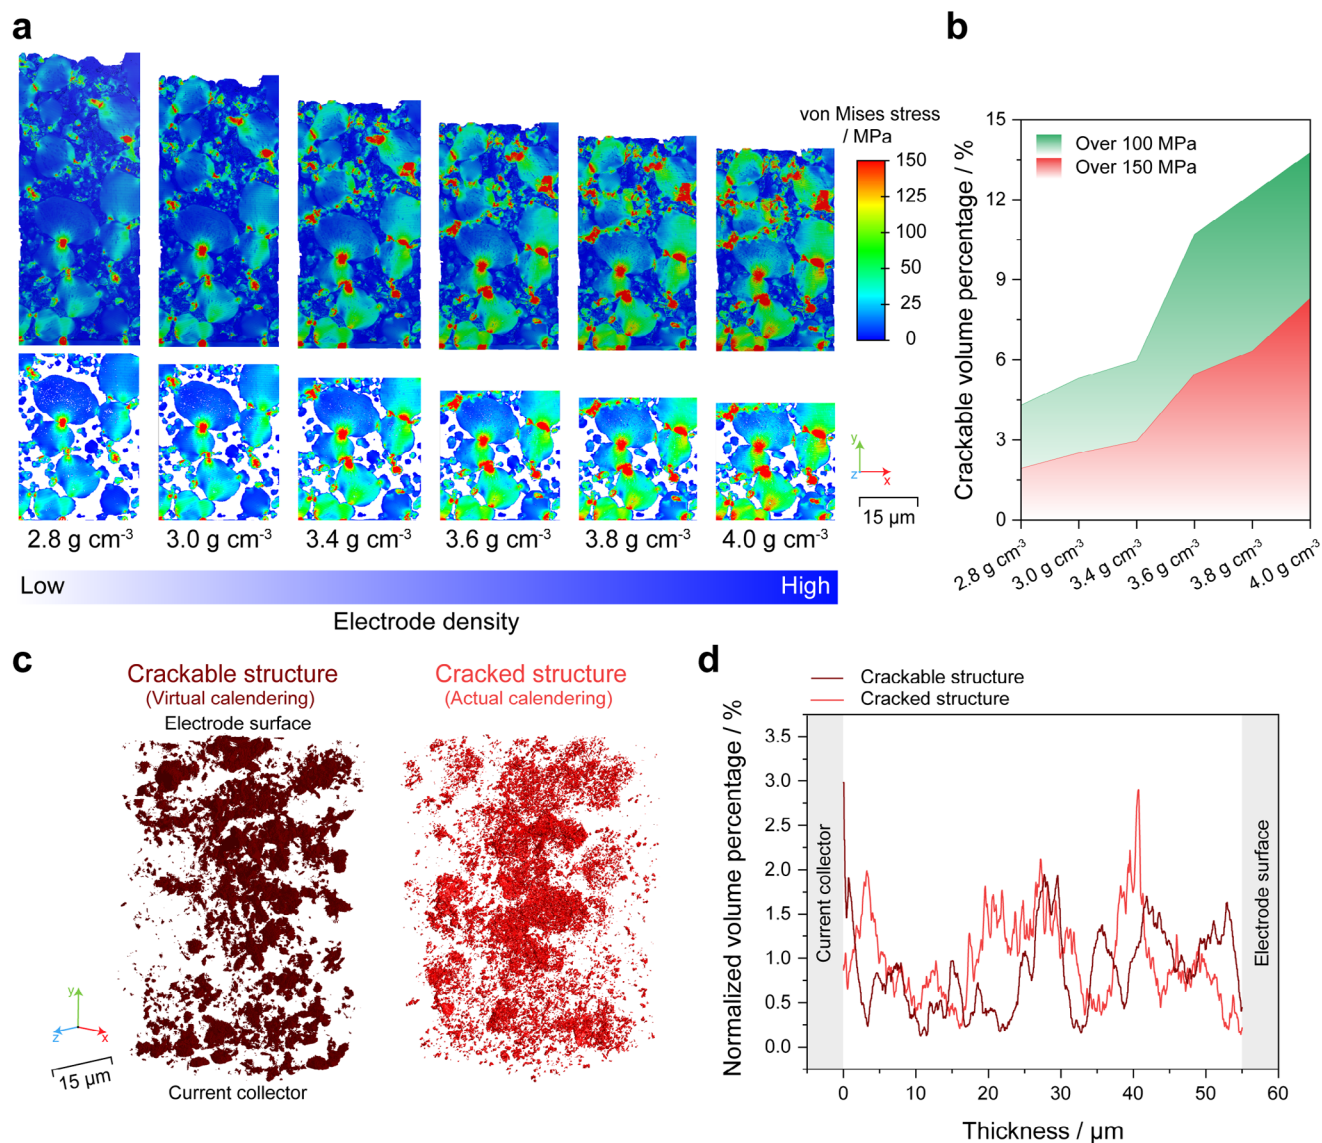 a
von Mises stress
/ MPa
150
125
100
75
50
25
0
y
z
x
15 µm
2.8 g cm-3
3.0 g cm-3
3.4 g cm-3
3.6 g cm-3
3.8 g cm-3
4.0 g cm-3
Low
High
Electrode density
b
Crackable volume percentage / %
15
12
9
6
3
0
Over 100 MPa
Over 150 MPa
2.8 g cm-3
3.0 g cm-3
3.4 g cm-3
3.6 g cm-3
3.8 g cm-3
4.0 g cm-3
c
Crackable structure
(Virtual calendering)
Electrode surface
Cracked structure
(Actual calendering)
y
z
x
15 µm
Current collector
d
Crackable structure
Cracked structure
Normalized volume percentage / %
3.5
3.0
2.5
2.0
1.5
1.0
0.5
0.0
Current collector
Electrode surface
0
10
20
30
40
50
60
Thickness / µm